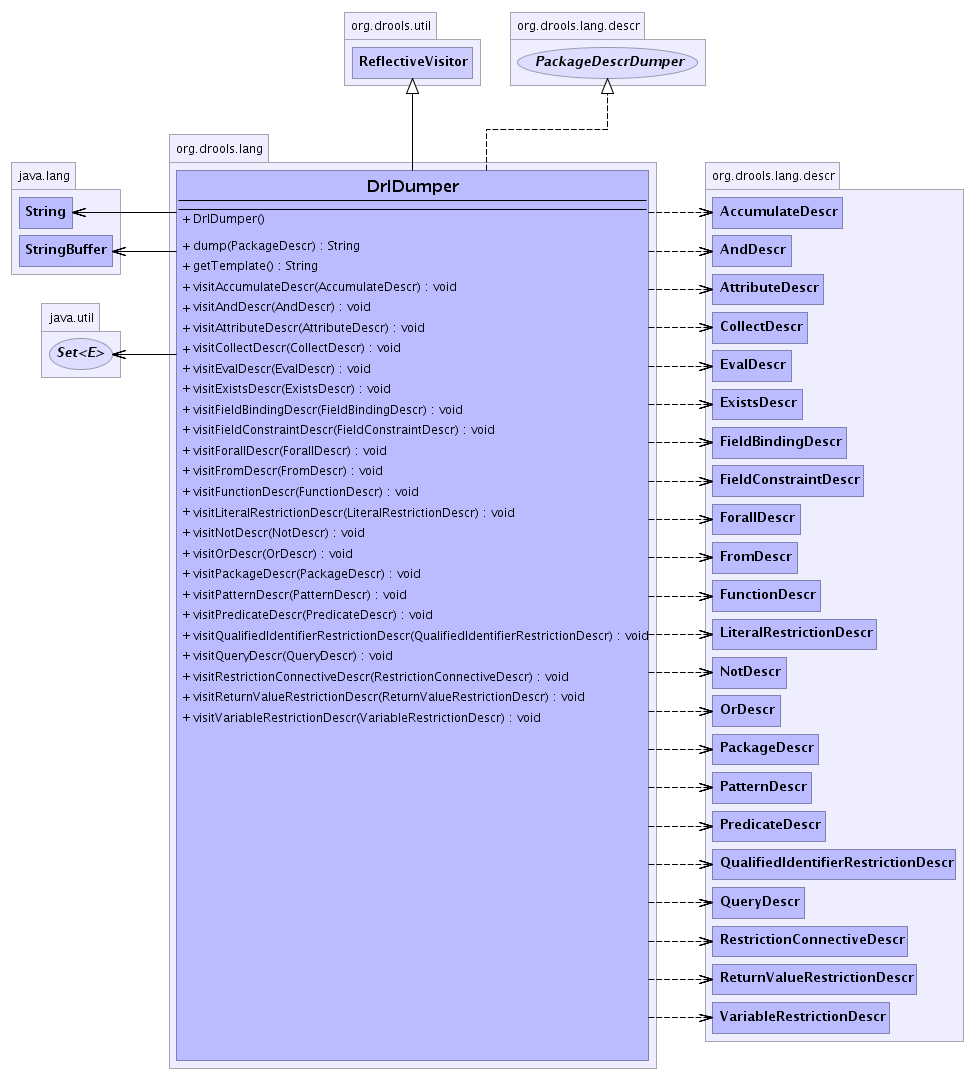 org.drools.util
ReflectiveVisitor
org.drools.lang.descr
PackageDescrDumper
java.lang
String
StringBuffer
java.util
Set<E>
org.drools.lang
DrlDumper
+ DrlDumper()
+ dump(PackageDescr) : String
+ getTemplate() : String
+ visitAccumulateDescr(AccumulateDescr) : void
+ visitAndDescr(AndDescr) : void
+ visitAttributeDescr(AttributeDescr) : void
+ visitCollectDescr(CollectDescr) : void
+ visitEvalDescr(EvalDescr) : void
+ visitExistsDescr(ExistsDescr) : void
+ visitFieldBindingDescr(FieldBindingDescr) : void
+ visitFieldConstraintDescr(FieldConstraintDescr) : void
+ visitForallDescr(ForallDescr) : void
+ visitFromDescr(FromDescr) : void
+ visitFunctionDescr(FunctionDescr) : void
+ visitLiteralRestrictionDescr(LiteralRestrictionDescr) : void
+ visitNotDescr(NotDescr) : void
+ visitOrDescr(OrDescr) : void
+ visitPackageDescr(PackageDescr) : void
+ visitPatternDescr(PatternDescr) : void
+ visitPredicateDescr(PredicateDescr) : void
+ visitQualifiedIdentifierRestrictionDescr(QualifiedIdentifierRestrictionDescr) : void
+ visitQueryDescr(QueryDescr) : void
+ visitRestrictionConnectiveDescr(RestrictionConnectiveDescr) : void
+ visitReturnValueRestrictionDescr(ReturnValueRestrictionDescr) : void
+ visitVariableRestrictionDescr(VariableRestrictionDescr) : void
org.drools.lang.descr
AccumulateDescr
AndDescr
AttributeDescr
CollectDescr
EvalDescr
ExistsDescr
FieldBindingDescr
FieldConstraintDescr
ForallDescr
FromDescr
FunctionDescr
LiteralRestrictionDescr
NotDescr
OrDescr
PackageDescr
PatternDescr
PredicateDescr
QualifiedIdentifierRestrictionDescr
QueryDescr
RestrictionConnectiveDescr
ReturnValueRestrictionDescr
VariableRestrictionDescr